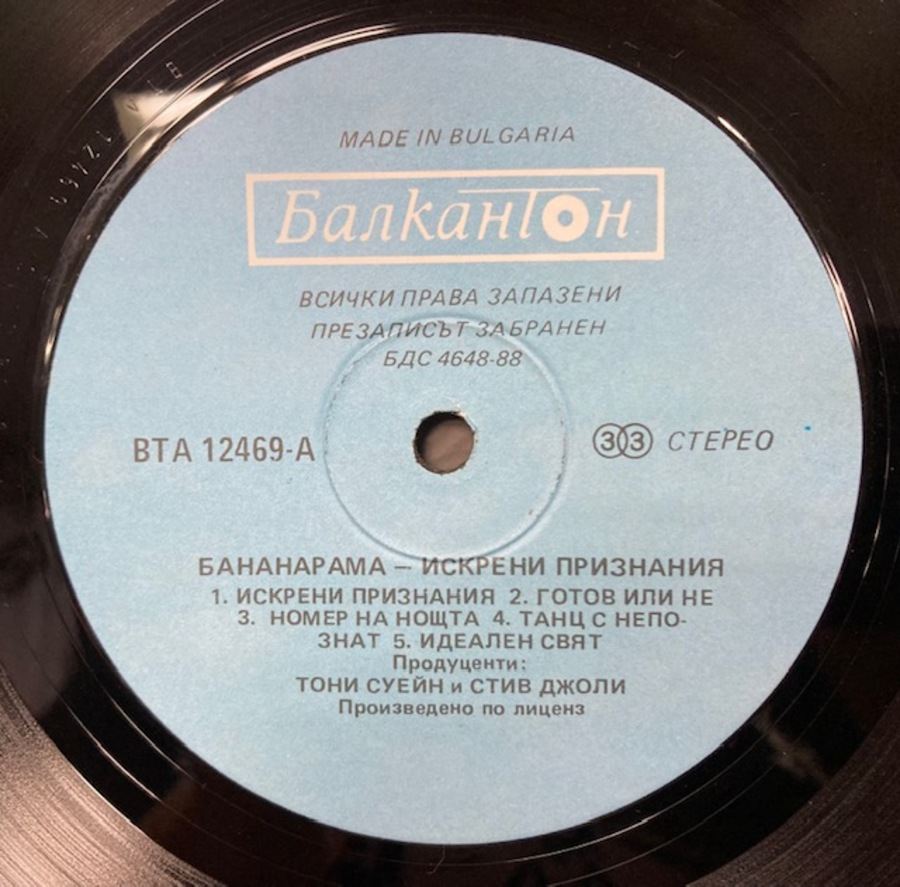 MADE IN BULGARIA
Балкантон
ВСИЧКИ ПРАВА ЗАПАЗЕНИ
ПРЕЗАПИСЪТ ЗАБРАНЕН
БДС 4648-88
ВТА 12469-А
33 СТЕРЕО
БАНАНАРАМА – ИСКРЕНИ ПРИЗНАНИЯ
1. ИСКРЕНИ ПРИЗНАНИЯ 2. ГОТОВ ИЛИ НЕ
3. НОМЕР НА НОЩТА 4. ТАНЦ С НЕПО-
ЗНАТ 5. ИДЕАЛЕН СВЯТ
Продуценти:
ТОНИ СУЕЙН и СТИВ ДЖОЛИ
Произведено по лиценз